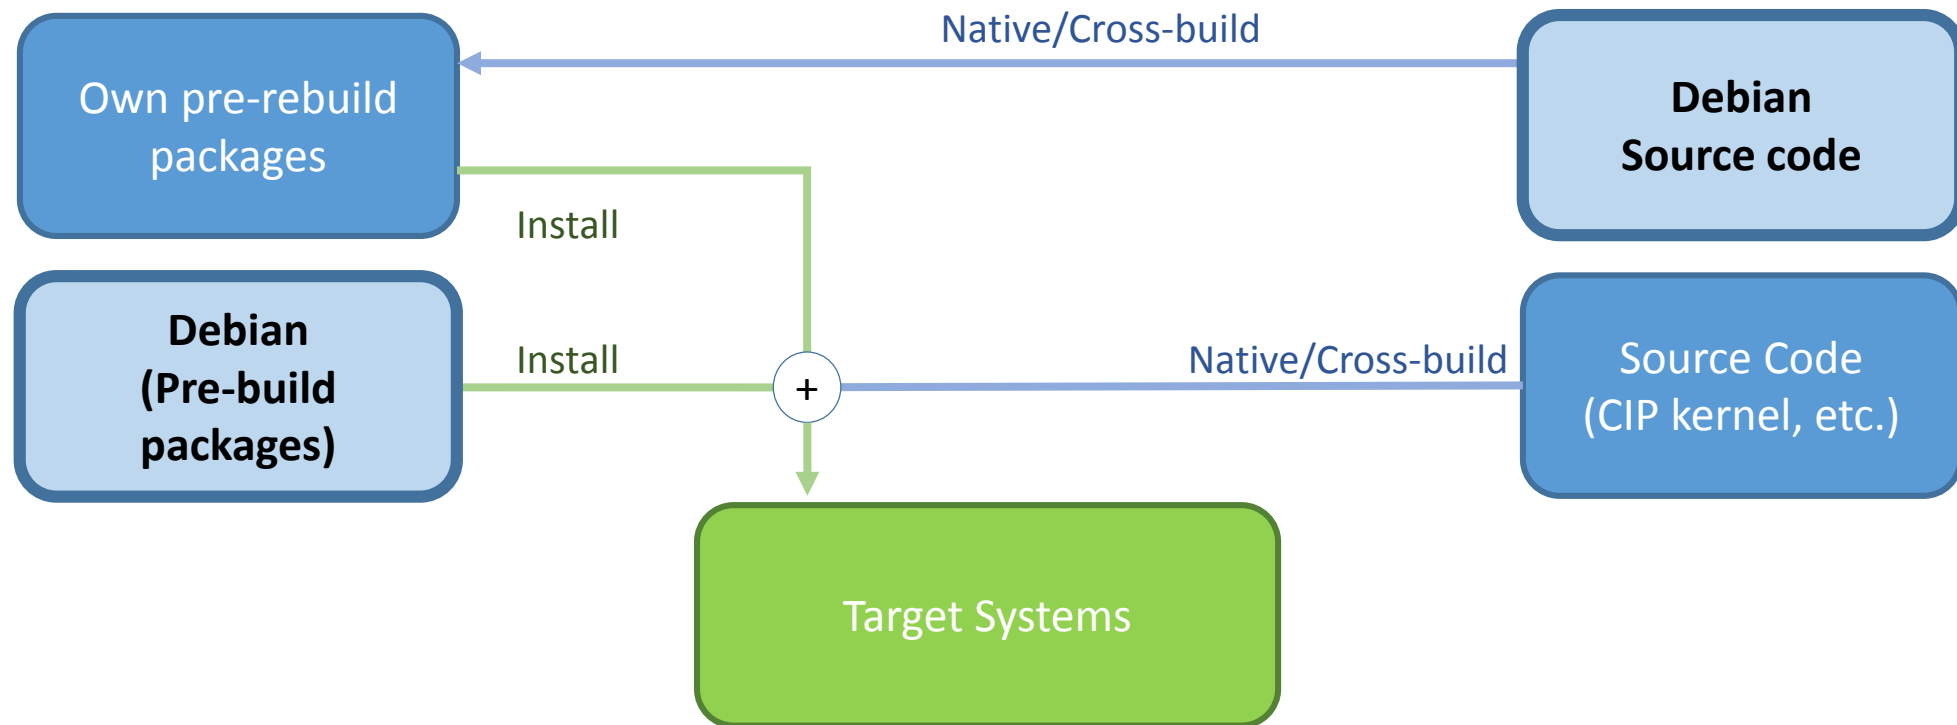 Native/Cross-build
Own pre-rebuild
packages
Debian
Source code
Install
Debian
(Pre-build
packages)
Install
+
Native/Cross-build
Source Code
(CIP kernel, etc.)
Target Systems